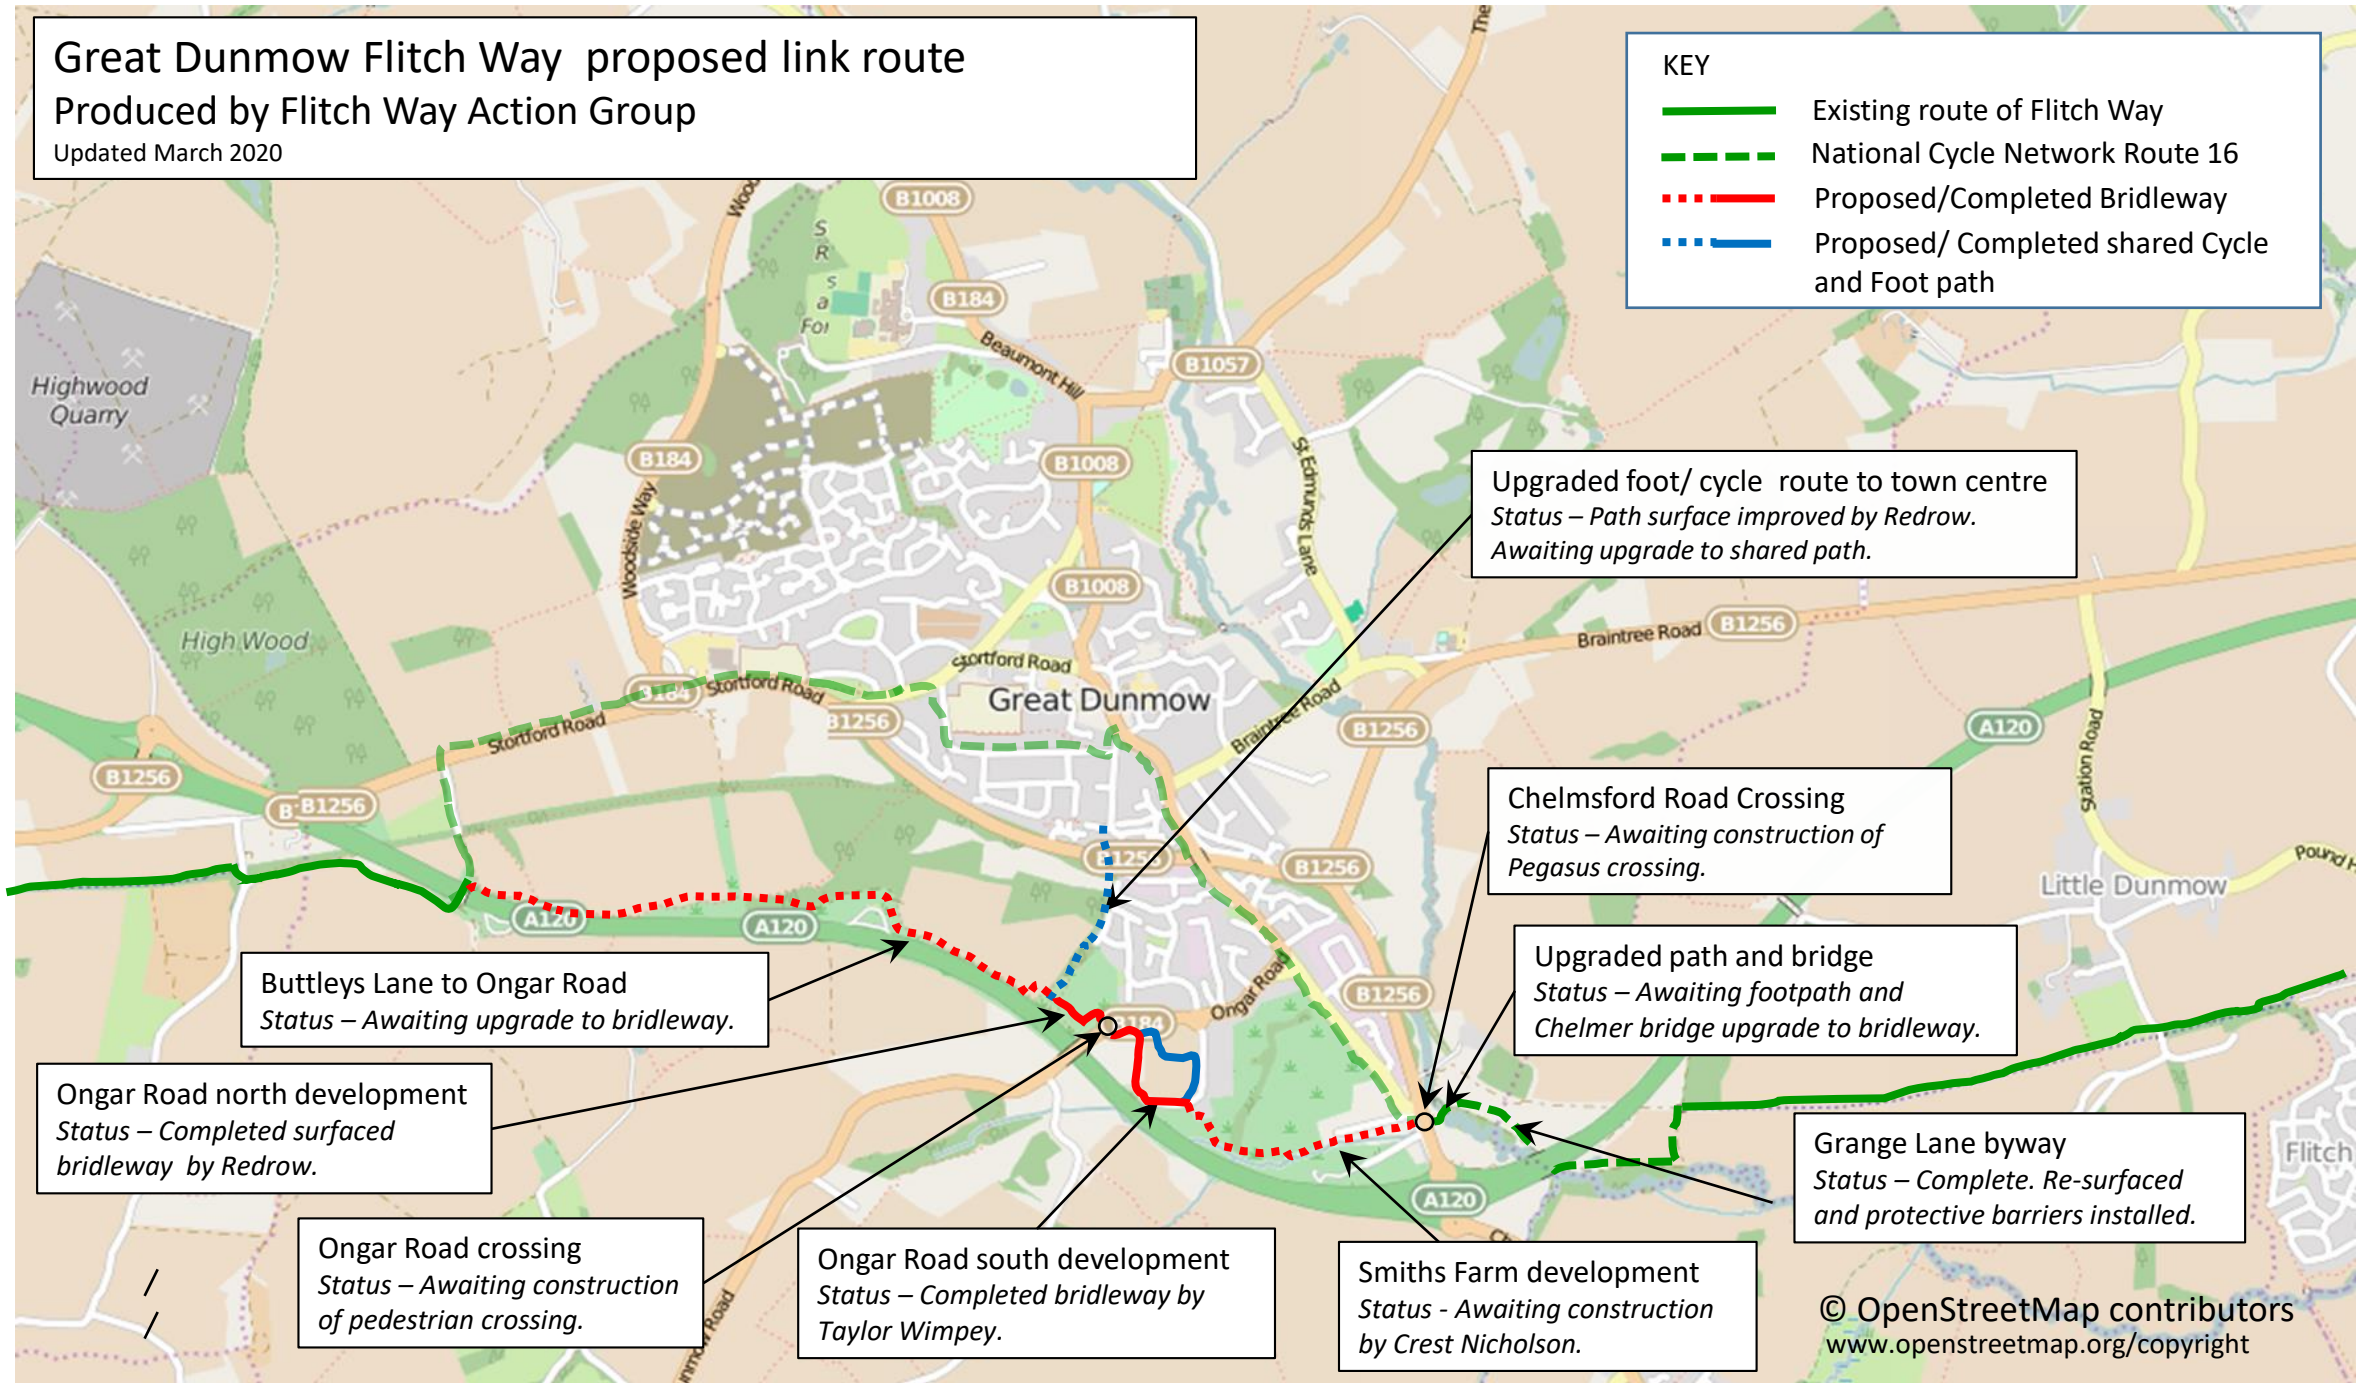 Great Dunmow Flitch Way  proposed link route
Produced by Flitch Way Action Group
Updated March 2020
KEY
Existing route of Flitch Way
National Cycle Network Route 16
Proposed/Completed Bridleway
Proposed/ Completed shared Cycle
and Foot path
The
Woo
B1008
S
R
s
a
For
B184
Beaumont Hill
B1057
Highwood
Quarry
B184
B1008
St Edmunds Lane
Woodside Way
B1008
Upgraded foot/ cycle  route to town centre
Status – Path surface improved by Redrow.
Awaiting upgrade to shared path.
High Wood
Braintree Road
B1256
Stortford Road
B184
Stortford Road
Great Dunmow
B1256
Stortford Road
Braintree Road
B1256
A120
Station Road
B1256
B
B1256
Chelmsford Road Crossing
Status – Awaiting construction of
Pegasus crossing.
B1256
B1256
Pound H
Little Dunmow
A120
A120
Upgraded path and bridge
Status – Awaiting footpath and
Chelmer bridge upgrade to bridleway.
Buttleys Lane to Ongar Road
Status – Awaiting upgrade to bridleway.
Ongar Road
B1256
B184
Ongar Road north development
Status – Completed surfaced
bridleway  by Redrow.
Grange Lane byway
Status – Complete. Re-surfaced
and protective barriers installed.
Flitch
A120
Ongar Road crossing
Status – Awaiting construction
of pedestrian crossing.
Ongar Road south development
Status – Completed bridleway by
Taylor Wimpey.
Ch
Smiths Farm development
Status - Awaiting construction
by Crest Nicholson.
nmow Road
© OpenStreetMap contributors
www.openstreetmap.org/copyright